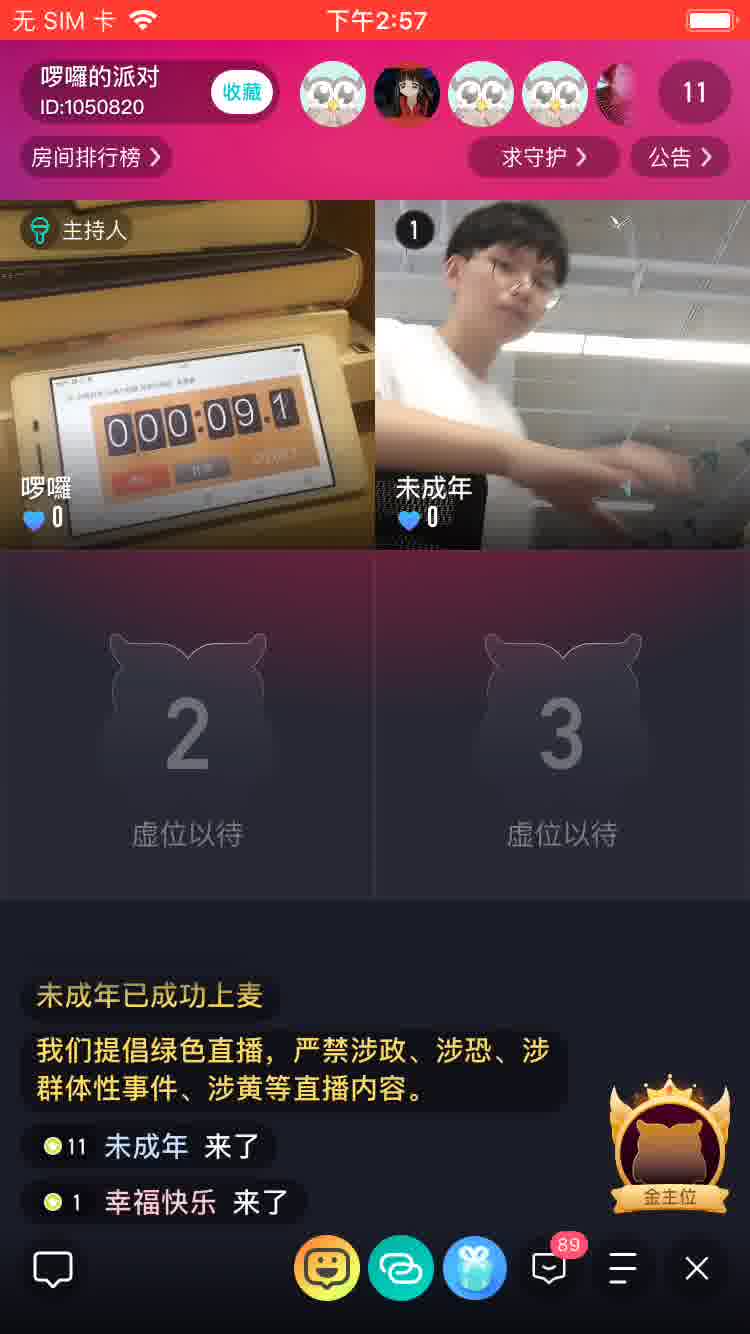 无 SIM 卡
下午2:57
啰囉的派对
ID:1050820
收藏
11
房间排行榜
求守护
公告
主持人
1
000:09.1
啰囉
0
未成年
0
2
3
虚位以待
虚位以待
未成年已成功上麦
我们提倡绿色直播，严禁涉政、涉恐、涉
群体性事件、涉黄等直播内容。
11 未成年 来了
1 幸福快乐 来了
金主位
89